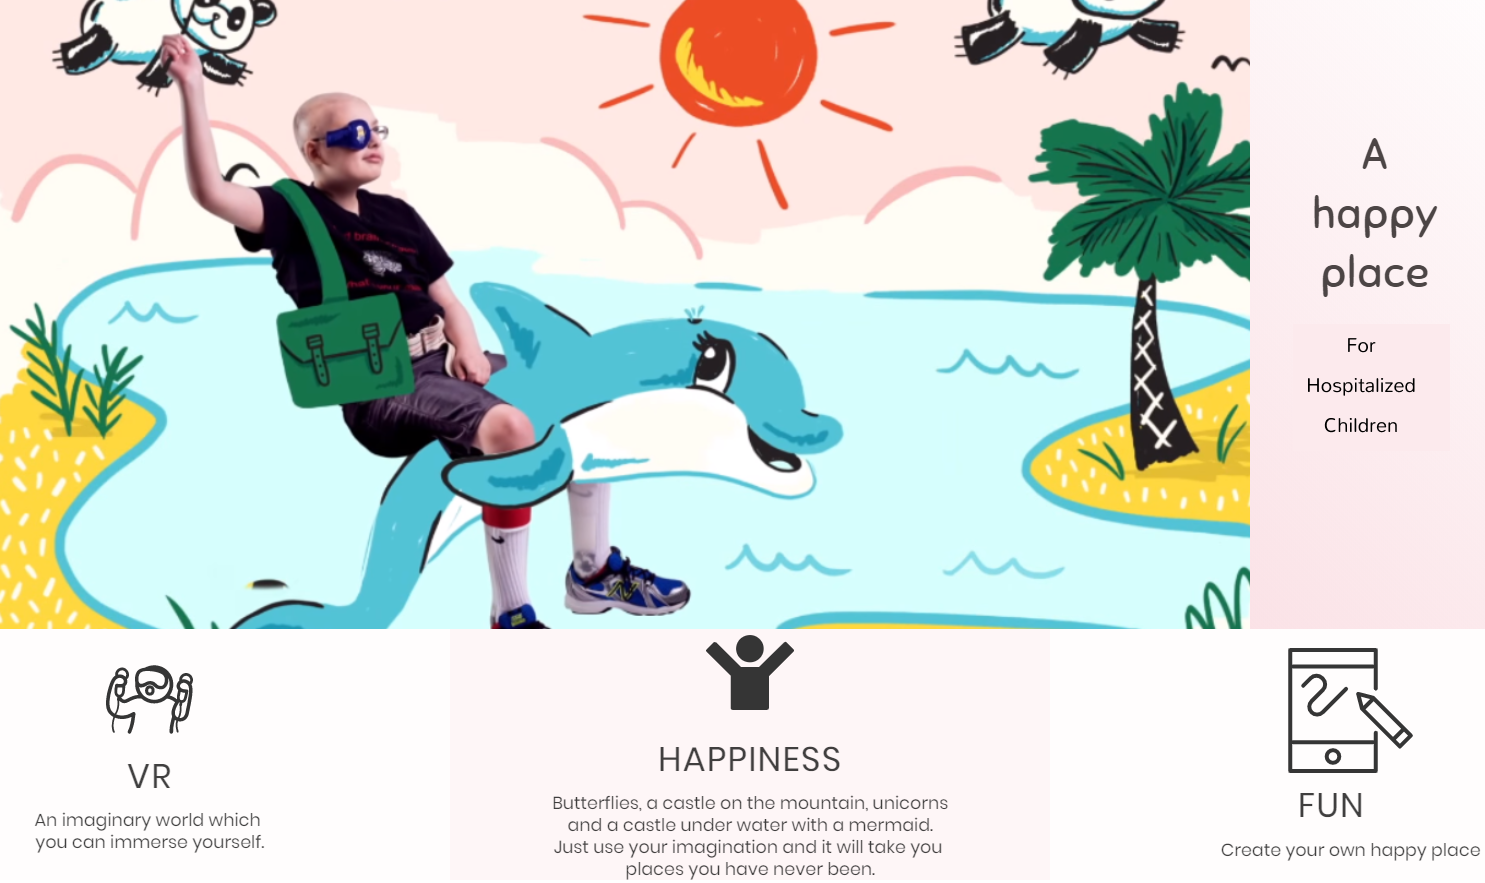 A
happy
place
For
Hospitalized
Children
VR
An imaginary world which
you can immerse yourself.
HAPPINESS
Butterflies, a castle on the mountain, unicorns
and a castle under water with a mermaid.
Just use your imagination and it will take you
places you have never been.
FUN
Create your own happy place